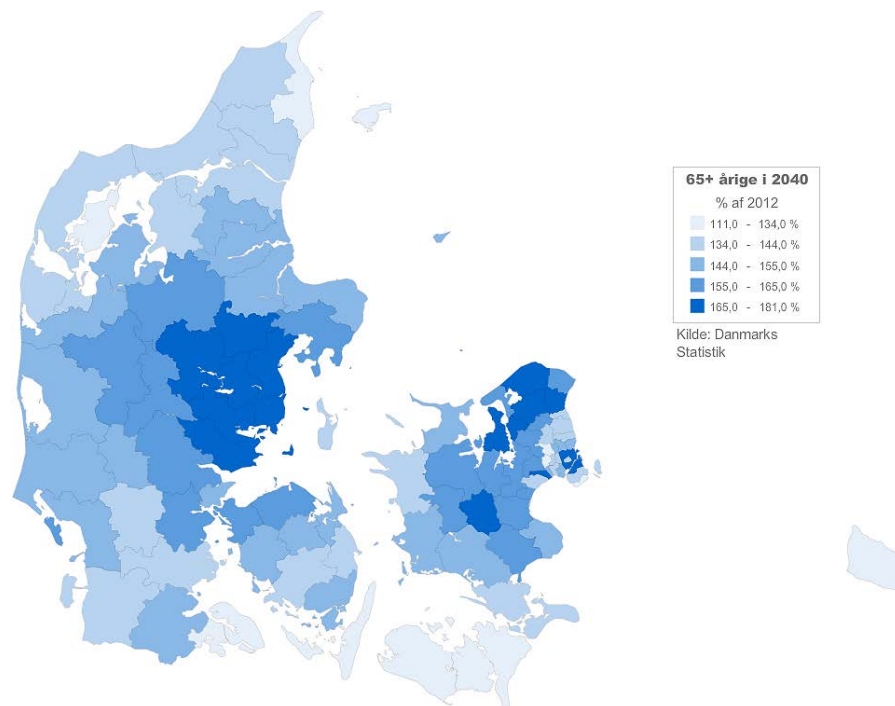 65+ årige i 2040
% af 2012
111,0 - 134,0 %
134,0 - 144,0 %
144,0 - 155,0 %
155,0 - 165,0 %
165,0 - 181,0 %
Kilde: Danmarks
Statistik